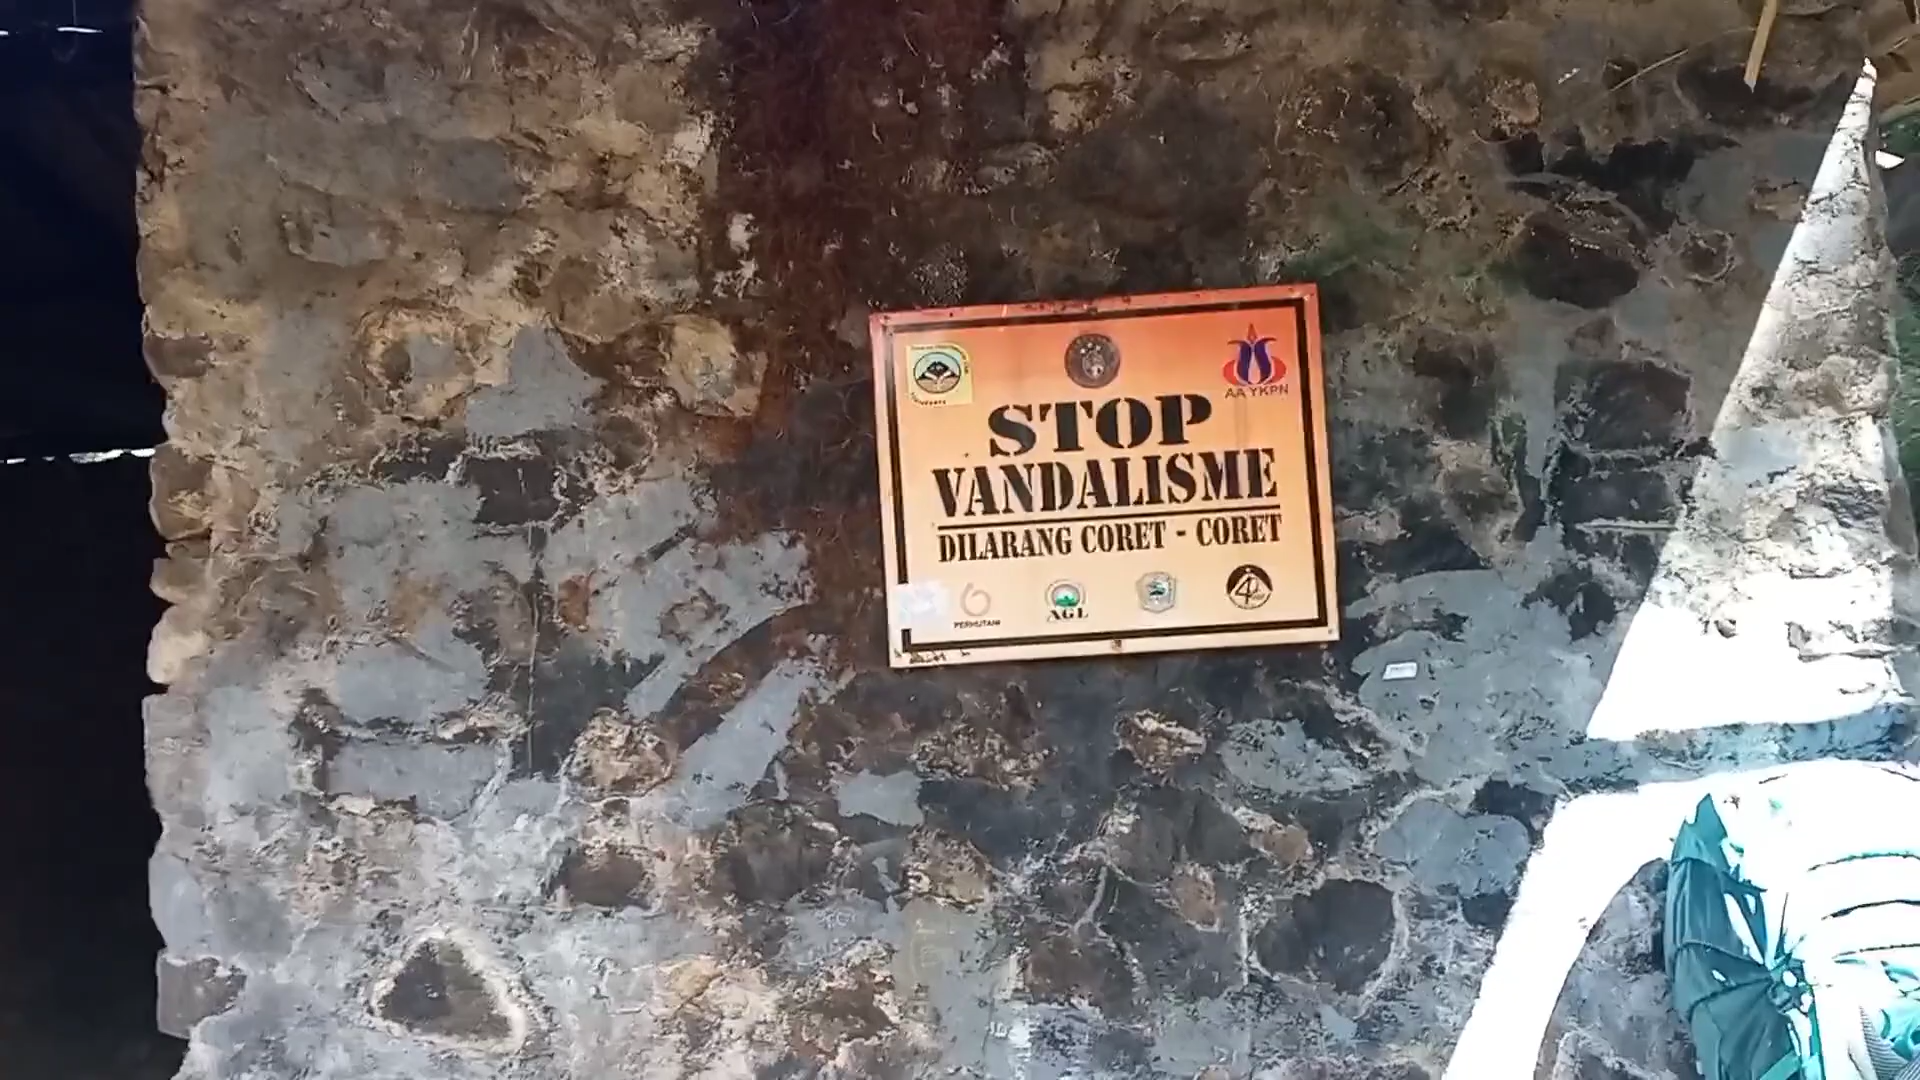 AA YKPN
STOP
VANDALISME
DILARANG CORET - CORET
PERHUTANI
AGL